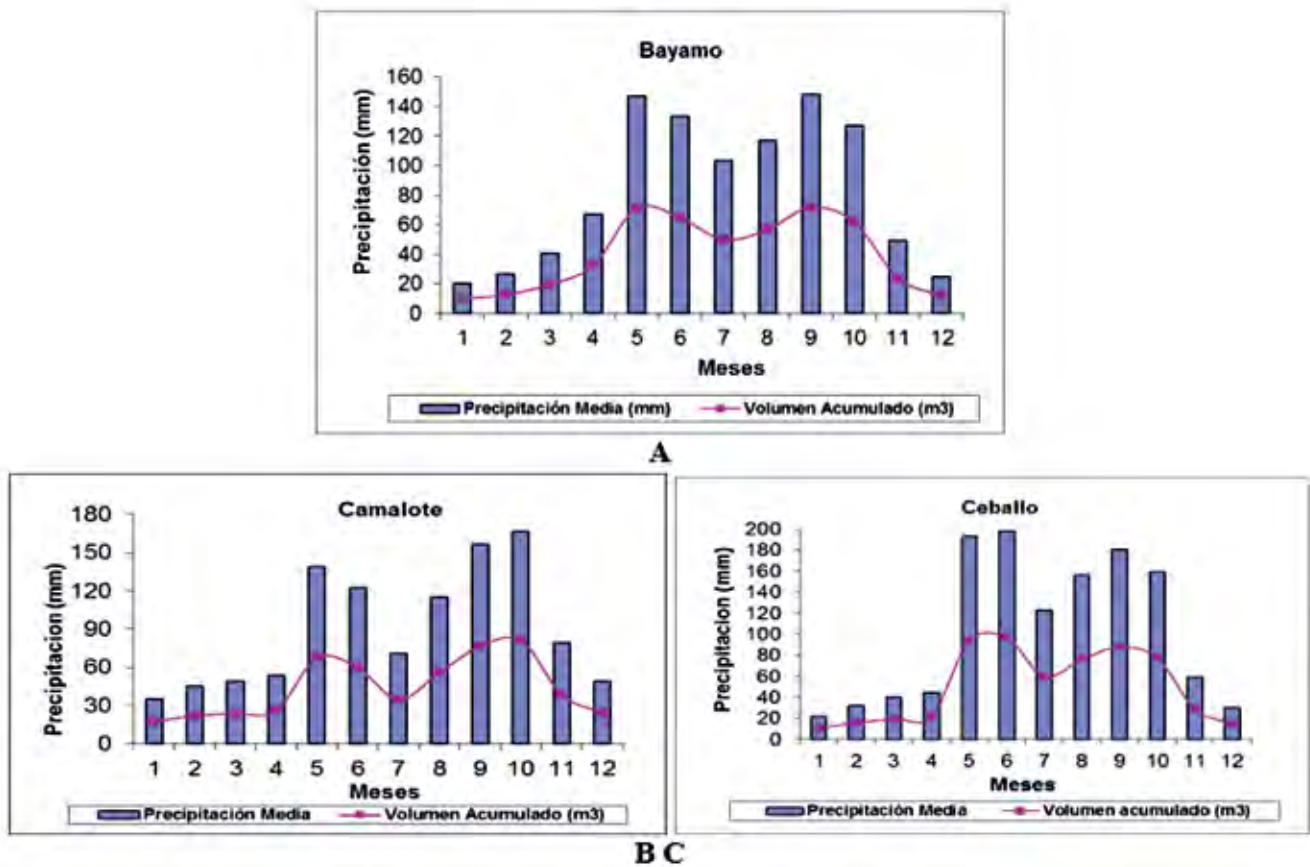 Bayamo
Precipitación (mm)
160
140
120
100
80
60
40
20
0
1 2 3 4 5 6 7 8 9 10 11 12
Meses
Precipitación Media (mm) Volumen Acumulado (m3)
A
Camalote
Precipitación (mm)
180
150
120
90
60
30
0
1 2 3 4 5 6 7 8 9 10 11 12
Meses
Precipitación Media Volumen Acumulado (m3)
Ceballo
Precipitacion (mm)
200
180
160
140
120
100
80
60
40
20
0
1 2 3 4 5 6 7 8 9 10 11 12
Meses
Precipitación Media Volumen acumulado (m3)
B C